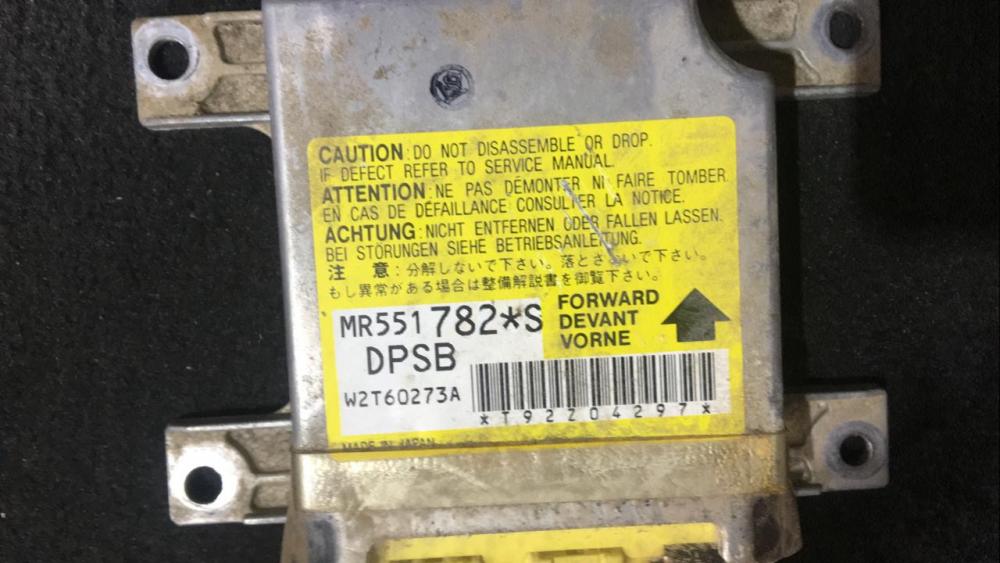 CAUTION : DO NOT DISASSEMBLE OR DROP.
IF DEFECT REFER TO SERVICE MANUAL.
ATTENTION : NE PAS DÉMONTER NI FAIRE TOMBER
EN CAS DE DÉFAILLANCE CONSULTER LA NOTICE.
ACHTUNG : NICHT ENTFERNEN ODER FALLEN LASSEN.
BEI STÖRUNGEN SIEHE BETRIEBSANLEITUNG.
注 意 : 分解しないで下さい。落とさないで下さい。
もし異常がある場合は整備解説書を御覧下さい。
MR551782*S
DPSB
W2T60273A
FORWARD
DEVANT
VORNE
*T92Z04297*
MADE IN JAPAN